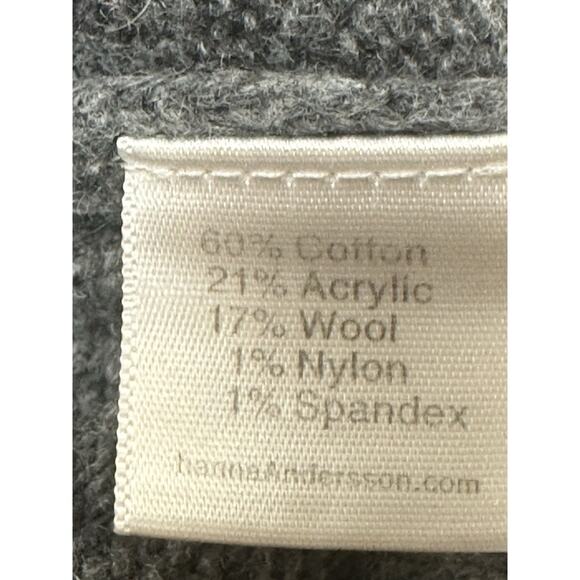 60% Cotton
21% Acrylic
17% Wool
1% Nylon
1% Spandex
hannaAndersson.com